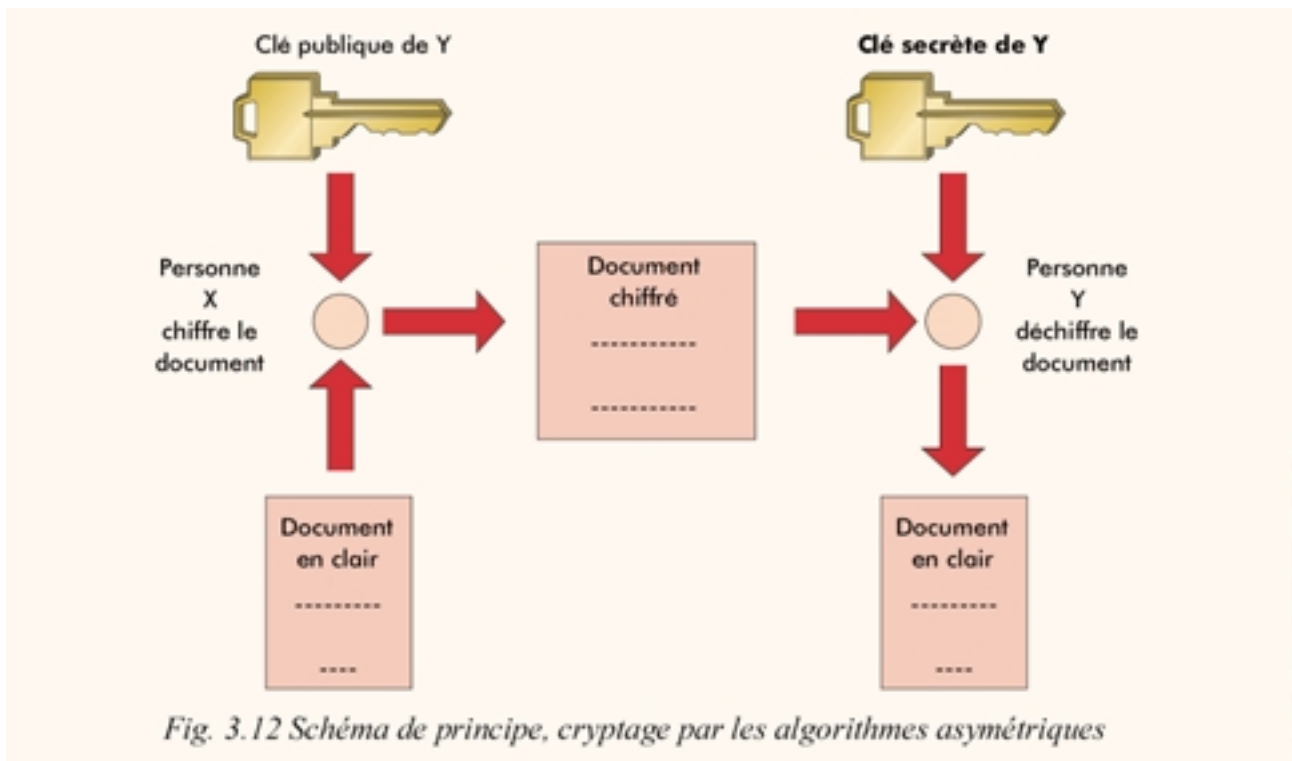 Clé publique de Y
Clé secrète de Y
Personne
X
chiffre le
document
Document
chiffré
-----------
-----------
Personne
Y
déchiffre le
document
Document
en clair
---------
----
Document
en clair
---------
----
Fig. 3.12 Schéma de principe, cryptage par les algorithmes asymétriques